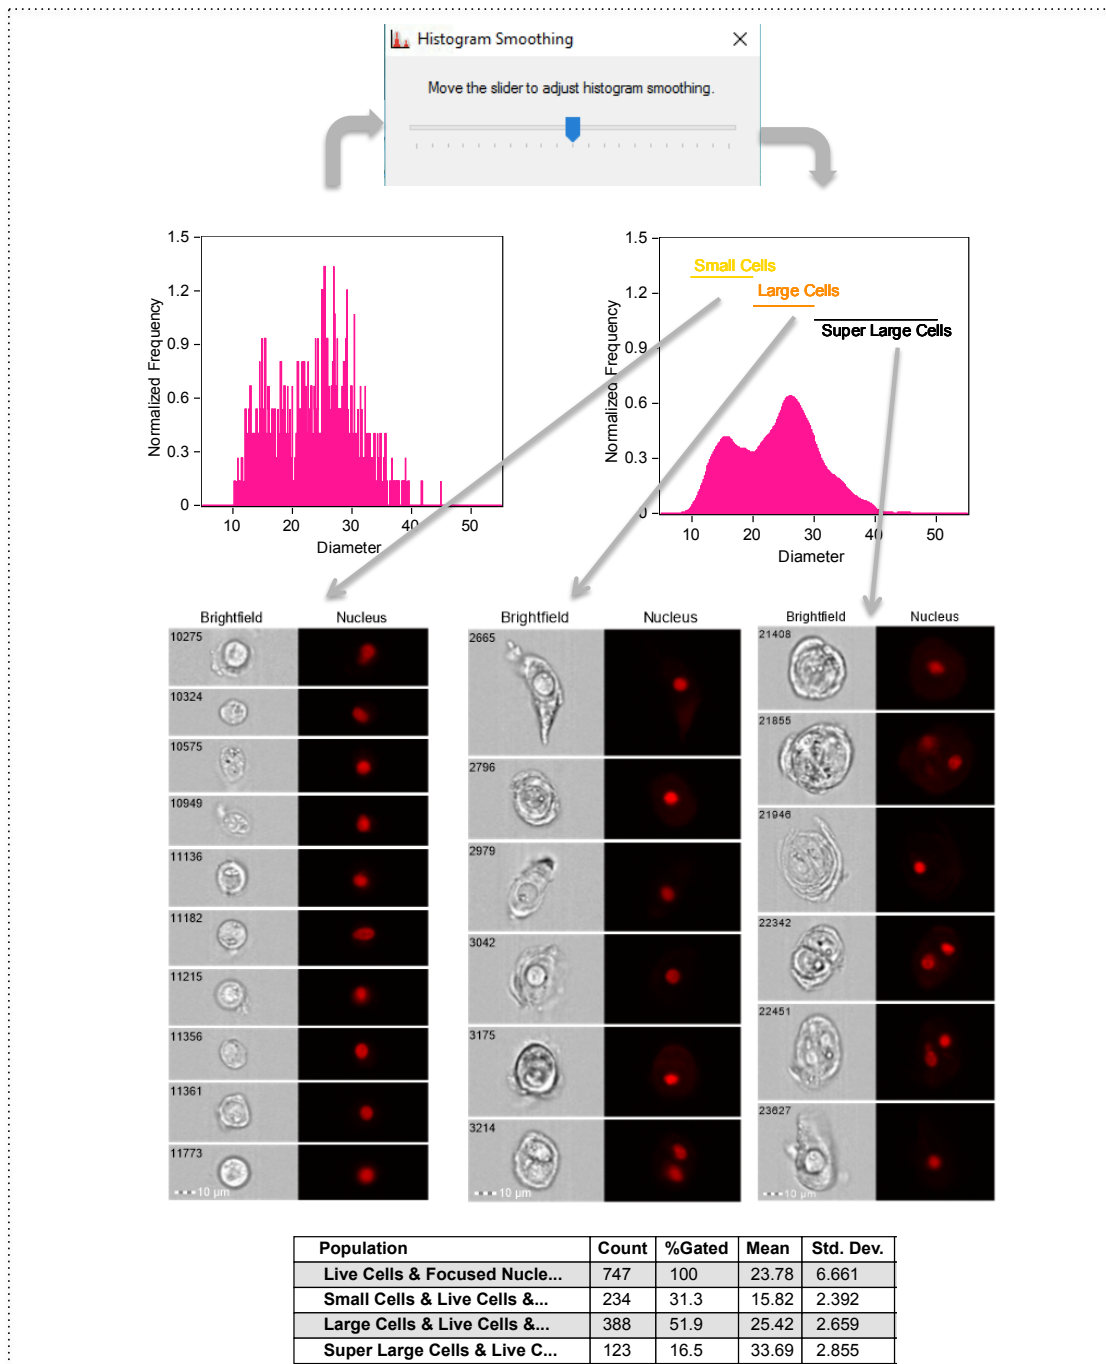 Histogram Smoothing
Move the slider to adjust histogram smoothing.
1.5
1.2
0.9
0.6
0.3
0
Normalized Frequency
10 20 30 40 50
Diameter
1.5
1.2
0.9
0.6
0.3
0
Normalized Frequency
Small Cells
Large Cells
Super Large Cells
10 20 30 40 50
Diameter
Brightfield Nucleus
10275
10324
10575
10949
11136
11182
11215
11356
11361
11773
10 µm
Brightfield Nucleus
2665
2796
2979
3042
3175
3214
10 µm
Brightfield Nucleus
21408
21855
21946
22342
22451
23627
10 µm
Population Count %Gated Mean Std. Dev.
Live Cells & Focused Nucle... 747 100 23.78 6.661
Small Cells & Live Cells &... 234 31.3 15.82 2.392
Large Cells & Live Cells &... 388 51.9 25.42 2.659
Super Large Cells & Live C... 123 16.5 33.69 2.855